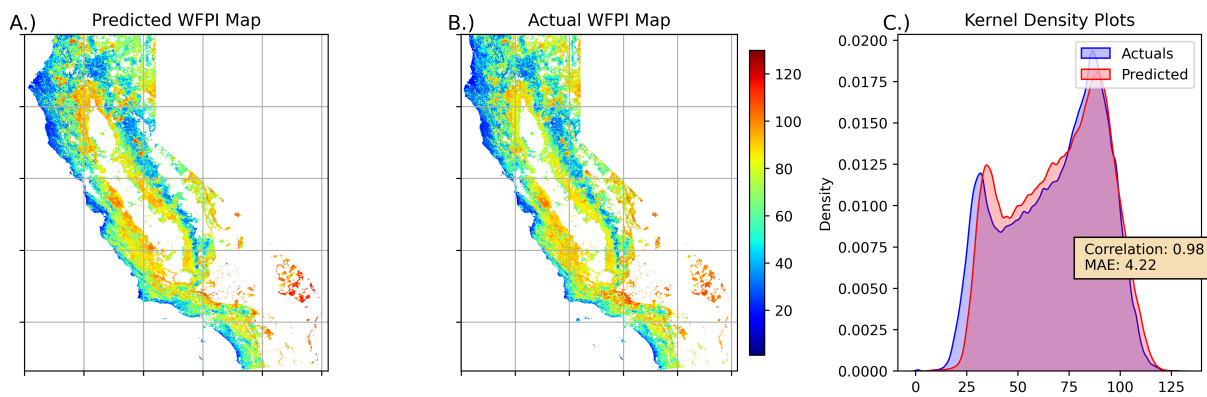 A.)
Predicted WFPI Map
B.)
Actual WFPI Map
120
100
80
60
40
20
C.)
Kernel Density Plots
Actuals
Predicted
Density
0.0200
0.0175
0.0150
0.0125
0.0100
0.0075
0.0050
0.0025
0.0000
Correlation: 0.98
MAE: 4.22
0
25
50
75
100
125